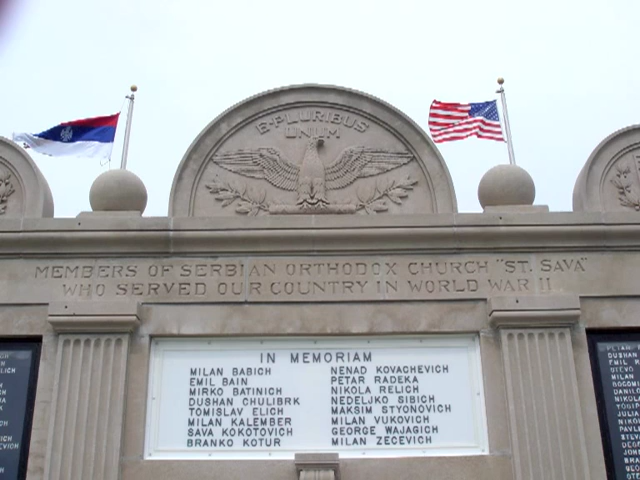 E·PLURIBUS
UNUM
MEMBERS OF SERBIAN ORTHODOX CHURCH "ST. SAVA"
WHO SERVED OUR COUNTRY IN WORLD WAR II
IN MEMORIAM
MILAN BABICH
EMIL BAIN
MIRKO BATINICH
DUSHAN CHULIBRK
TOMISLAV ELICH
MILAN KALEMBER
SAVA KOKOTOVICH
BRANKO KOTUR
NENAD KOVACHEVICH
PETAR RADEKA
NIKOLA RELICH
NEDELJKO SIBICH
MAKSIM STYONOVICH
MILAN VUKOVICH
GEORGE WAJAGICH
MILAN ZECEVICH